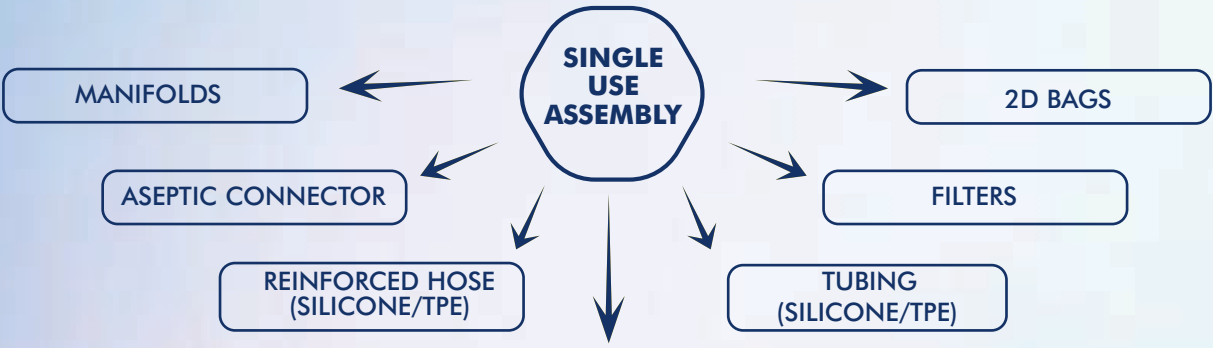 SINGLE
USE
ASSEMBLY
MANIFOLDS
2D BAGS
ASEPTIC CONNECTOR
FILTERS
REINFORCED HOSE
(SILICONE/TPE)
TUBING
(SILICONE/TPE)